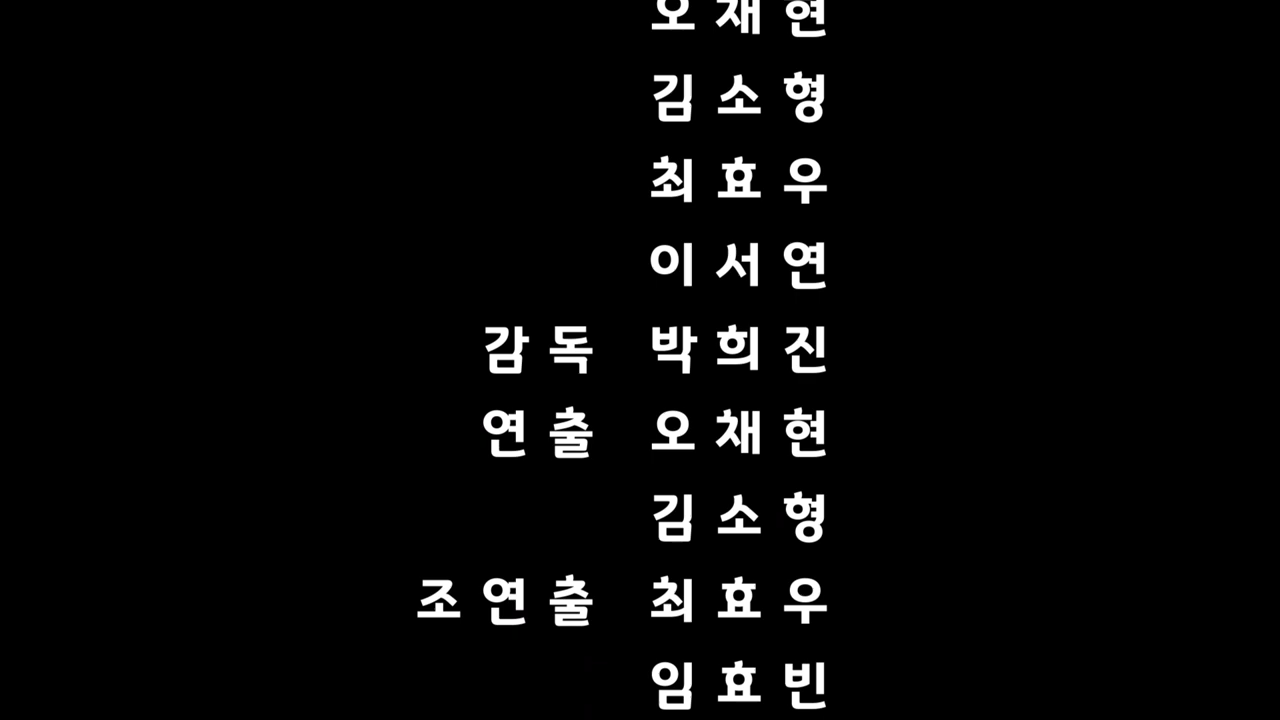 오 채 현
김 소 형
최 효 우
이 서 연
감 독 박 희 진
연 출 오 채 현
김 소 형
조 연 출 최 효 우
임 효 빈